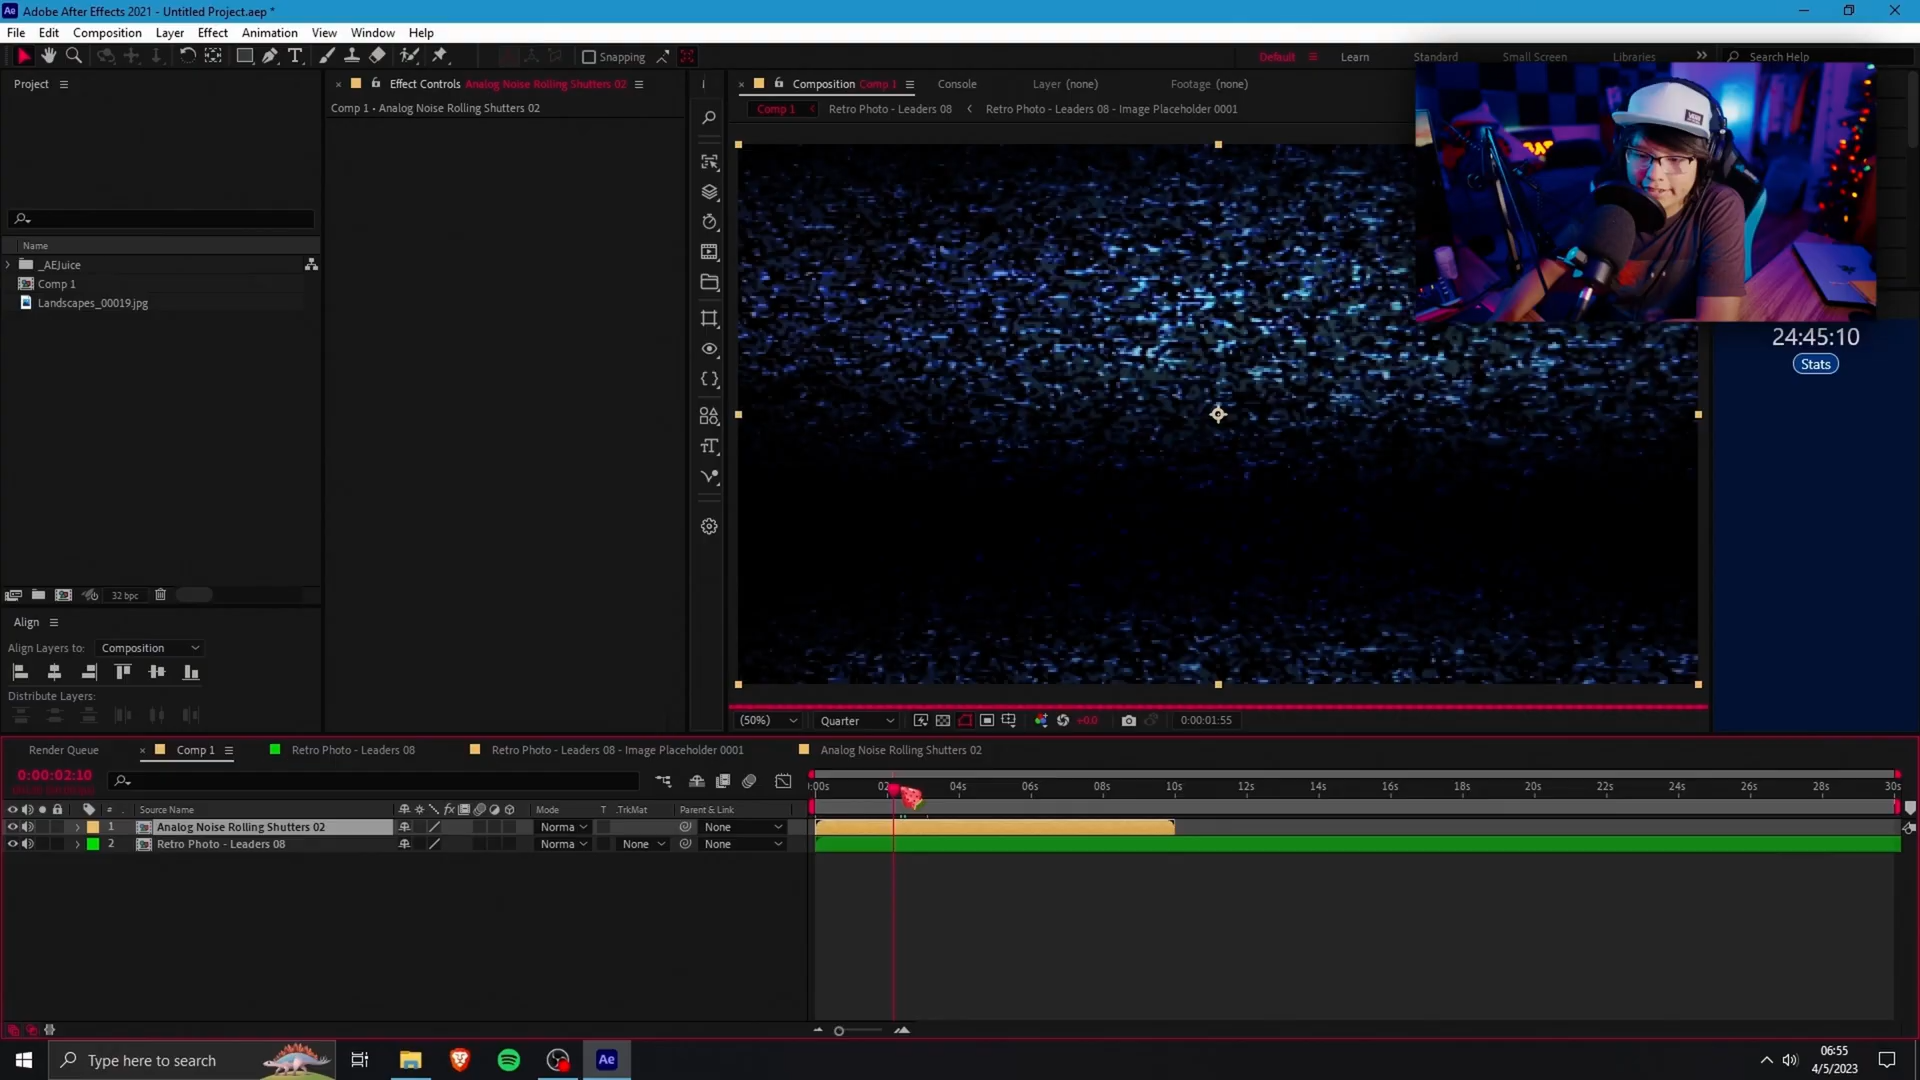 Adobe After Effects 2021 - Untitled Project.aep *
File Edit Composition Layer Effect Animation View Window Help
Snapping Default Learn Standard Small Screen Libraries Search Help
Project
Effect Controls Analog Noise Rolling Shutters 02
Composition Comp 1 Console Layer (none) Footage (none)
Comp 1 - Analog Noise Rolling Shutters 02
Comp 1 Retro Photo - Leaders 08 Retro Photo - Leaders 08 - Image Placeholder 0001
Name
_AEJuice
Comp 1
Landscapes_00019.jpg
24:45:10
Stats
32 bpc
Align
Align Layers to: Composition
Distribute Layers:
(50%) Quarter +0.0 0:00:01:55
Render Queue Comp 1 Retro Photo - Leaders 08 Retro Photo - Leaders 08 - Image Placeholder 0001 Analog Noise Rolling Shutters 02
0:00:02:10
:00s 02 04s 06s 08s 10s 12s 14s 16s 18s 20s 22s 24s 26s 28s 30s
# Source Name Mode T .TrkMat Parent & Link
1 Analog Noise Rolling Shutters 02 Norma None
2 Retro Photo - Leaders 08 Norma None None
Type here to search
Ae
06:55
4/5/2023